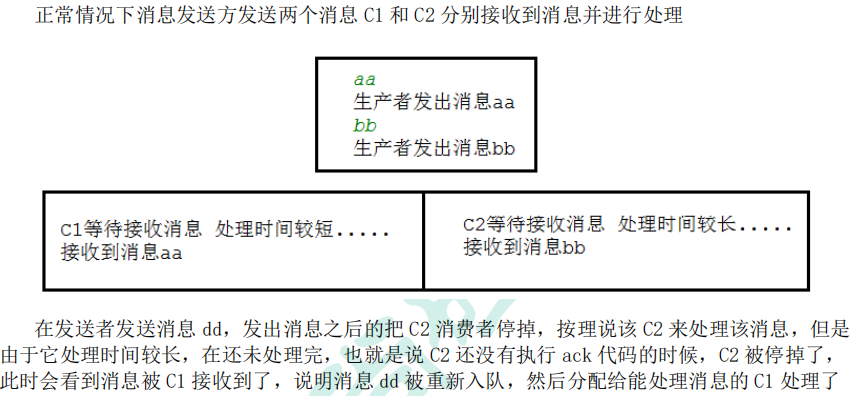 正常情况下消息发送方发送两个消息 C1 和 C2 分别接收到消息并进行处理
aa
生产者发出消息aa
bb
生产者发出消息bb
C1等待接收消息 处理时间较短.....
接收到消息aa
C2等待接收消息 处理时间较长.....
接收到消息bb
在发送者发送消息 dd，发出消息之后的把 C2 消费者停掉，按理说该 C2 来处理该消息，但是
由于它处理时间较长，在还未处理完，也就是说 C2 还没有执行 ack 代码的时候，C2 被停掉了，
此时会看到消息被 C1 接收到了，说明消息 dd 被重新入队，然后分配给能处理消息的 C1 处理了